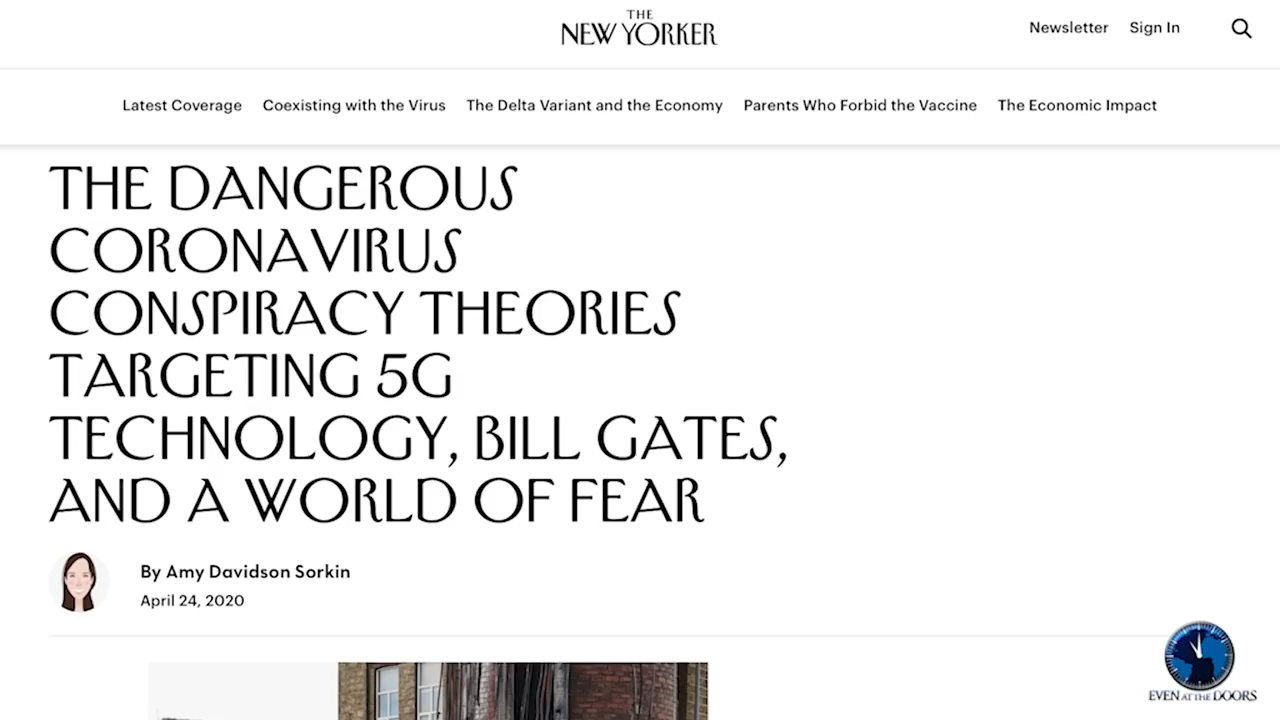 THE
NEW YORKER
Newsletter Sign In
Latest Coverage Coexisting with the Virus The Delta Variant and the Economy Parents Who Forbid the Vaccine The Economic Impact
THE DANGEROUS
CORONAVIRUS
CONSPIRACY THEORIES
TARGETING 5G
TECHNOLOGY, BILL GATES,
AND A WORLD OF FEAR
By Amy Davidson Sorkin
April 24, 2020
EVEN AT THE DOORS